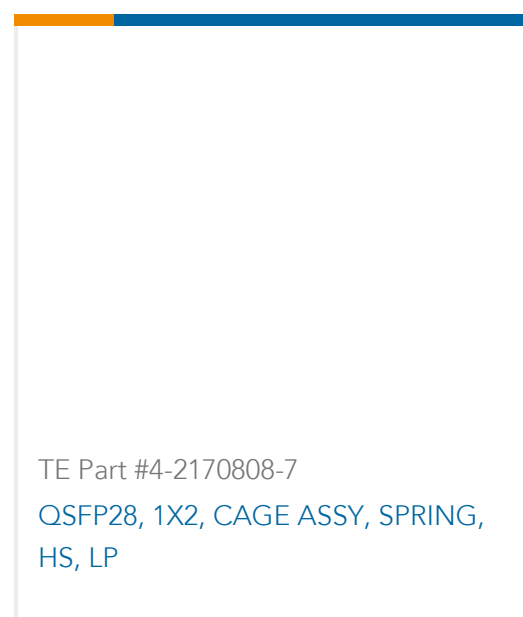 TE Part #4-2170808-7
QSFP28, 1X2, CAGE ASSY, SPRING,
HS, LP